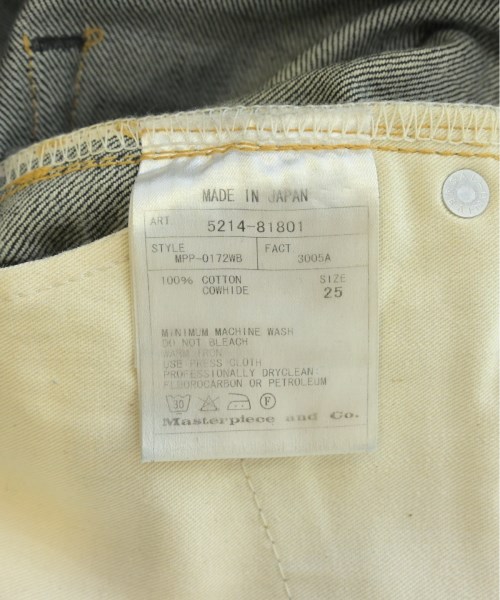 MADE IN JAPAN
ART 5214-81801
STYLE FACT
MPP-0172WB 3005A
100% COTTON SIZE
COWHIDE 25
MINIMUM MACHINE WASH
DO NOT BLEACH
WARM IRON
USE PRESS CLOTH
PROFESSIONALLY DRYCLEAN:
FLUOROCARBON OR PETROLEUM
30 F
Masterpiece and Co.